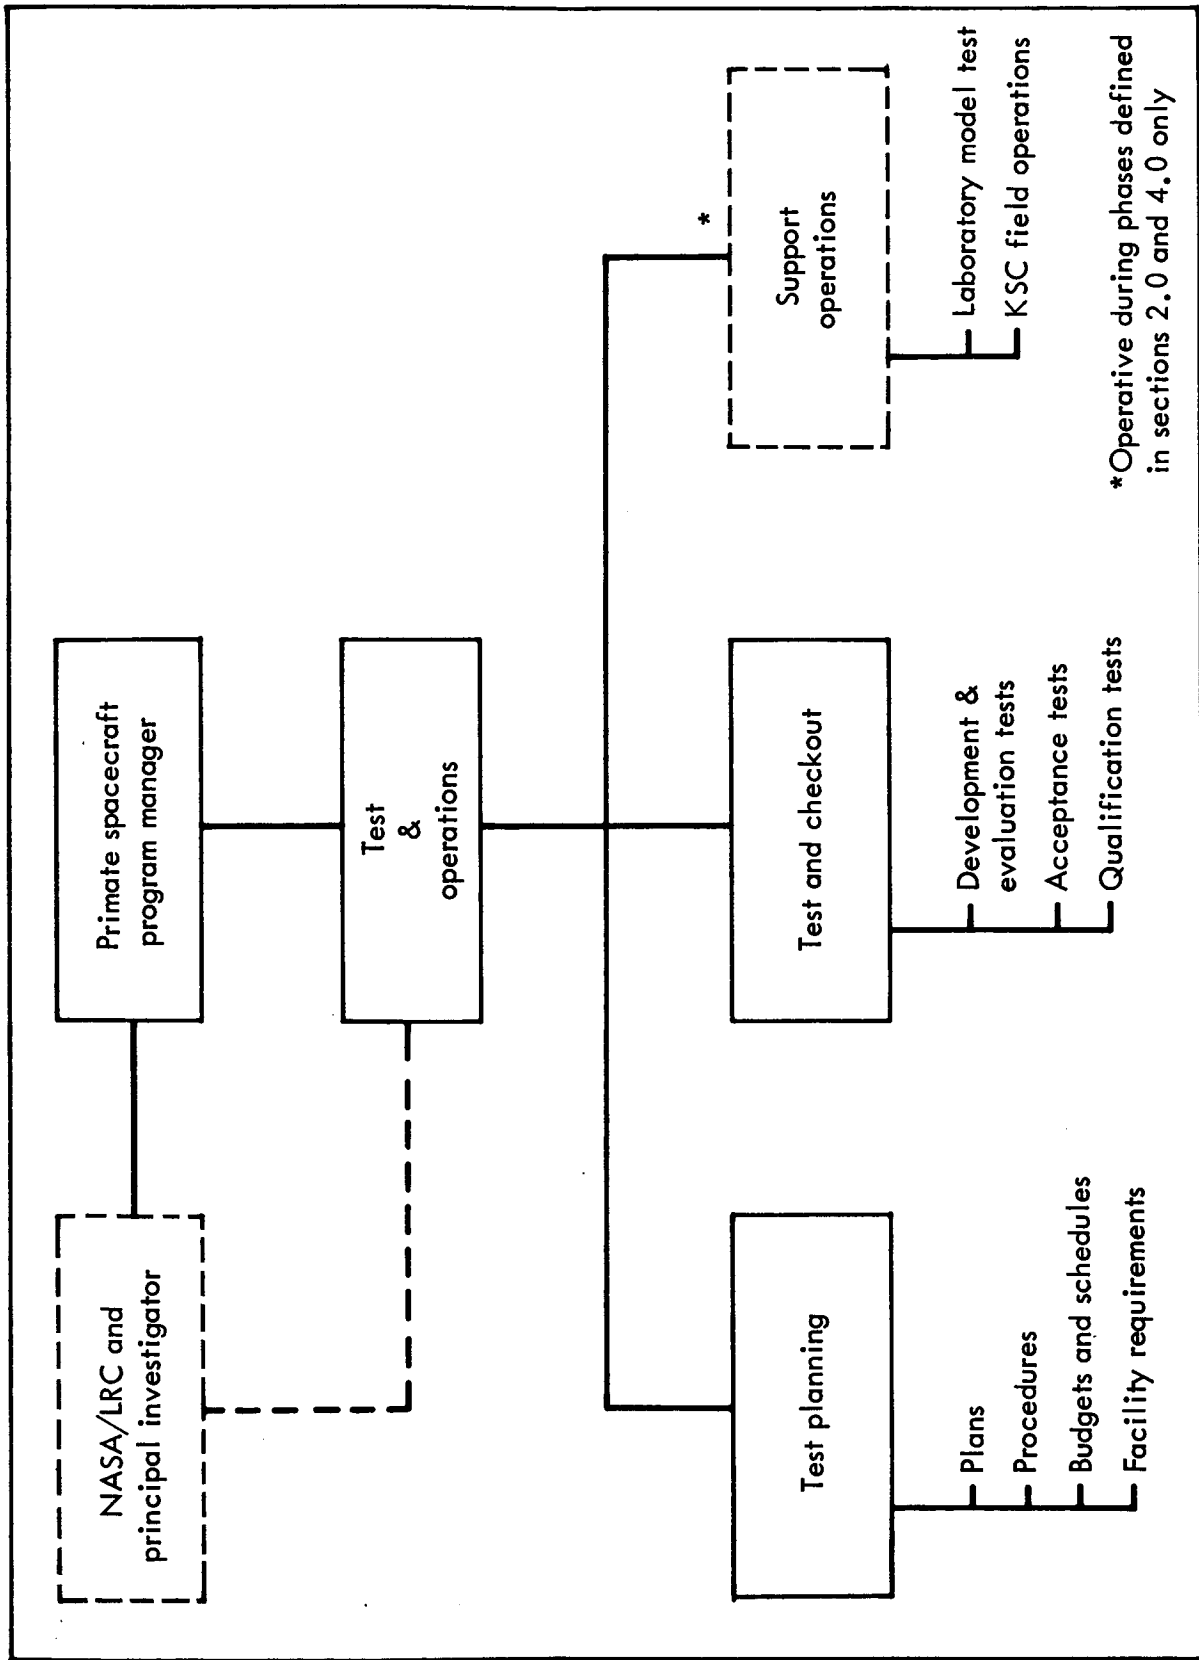 NASA/LRC and
principal investigator
Primate spacecraft
program manager
Test
&
operations
Test planning
Plans
Procedures
Budgets and schedules
Facility requirements
Test and checkout
Development &
evaluation tests
Acceptance tests
Qualification tests
*
Support
operations
Laboratory model test
KSC field operations
*Operative during phases defined
in sections 2.0 and 4.0 only